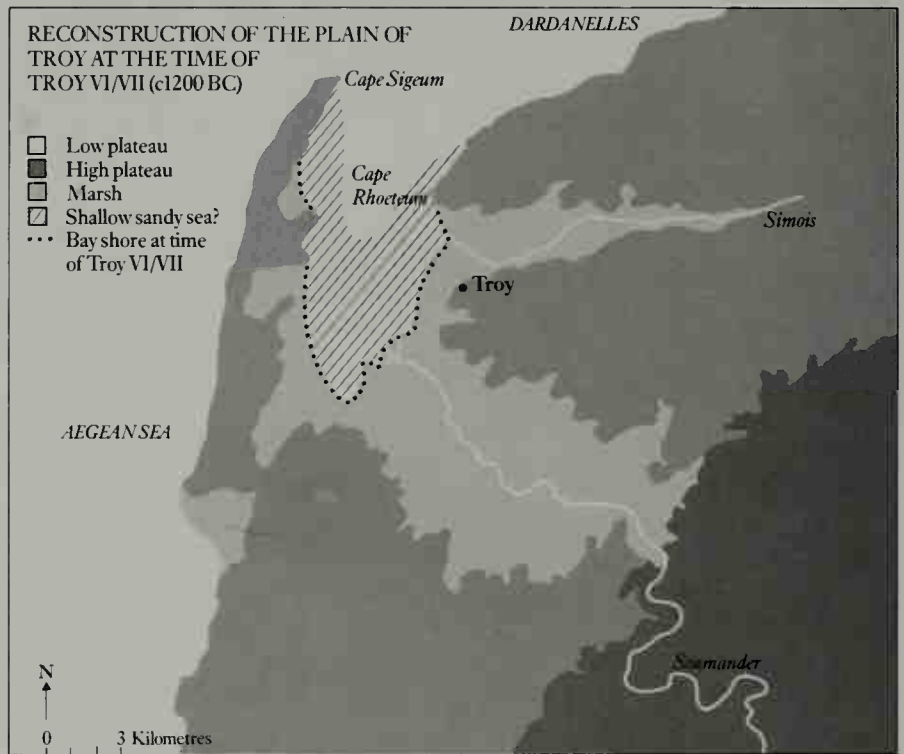 RECONSTRUCTION OF THE PLAIN OF
TROY AT THE TIME OF
TROY VI/VII (c1200 BC)
Low plateau
High plateau
Marsh
Shallow sandy sea?
Bay shore at time
of Troy VI/VII
DARDANELLES
Cape Sigeum
Cape
Rhoeteum
Simois
Troy
AEGEAN SEA
Scamander
N
0 3 Kilometres